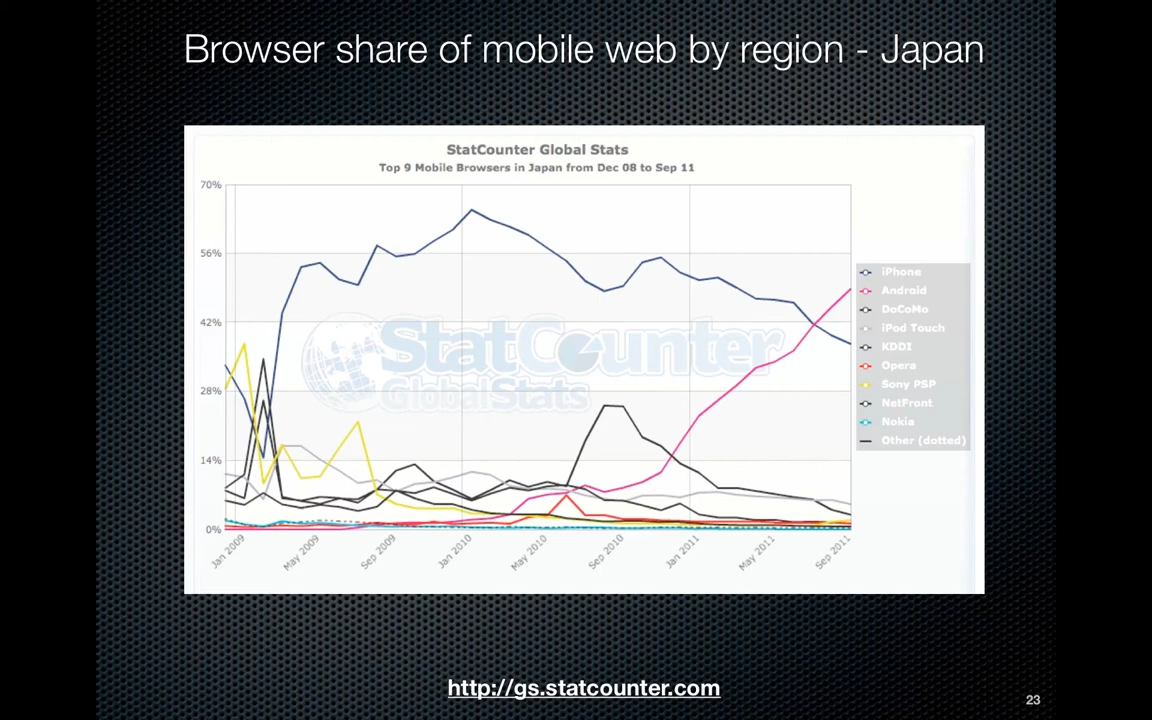 Browser share of mobile web by region - Japan
StatCounter Global Stats
Top 9 Mobile Browsers in Japan from Dec 08 to Sep 11
70%
56%
42%
28%
14%
0%
StatCounter
GlobalStats
iPhone
Android
DoCoMo
iPod Touch
KDDI
Opera
Sony PSP
NetFront
Nokia
Other (dotted)
Jan 2009
May 2009
Sep 2009
Jan 2010
May 2010
Sep 2010
Jan 2011
May 2011
Sep 2011
http://gs.statcounter.com
23